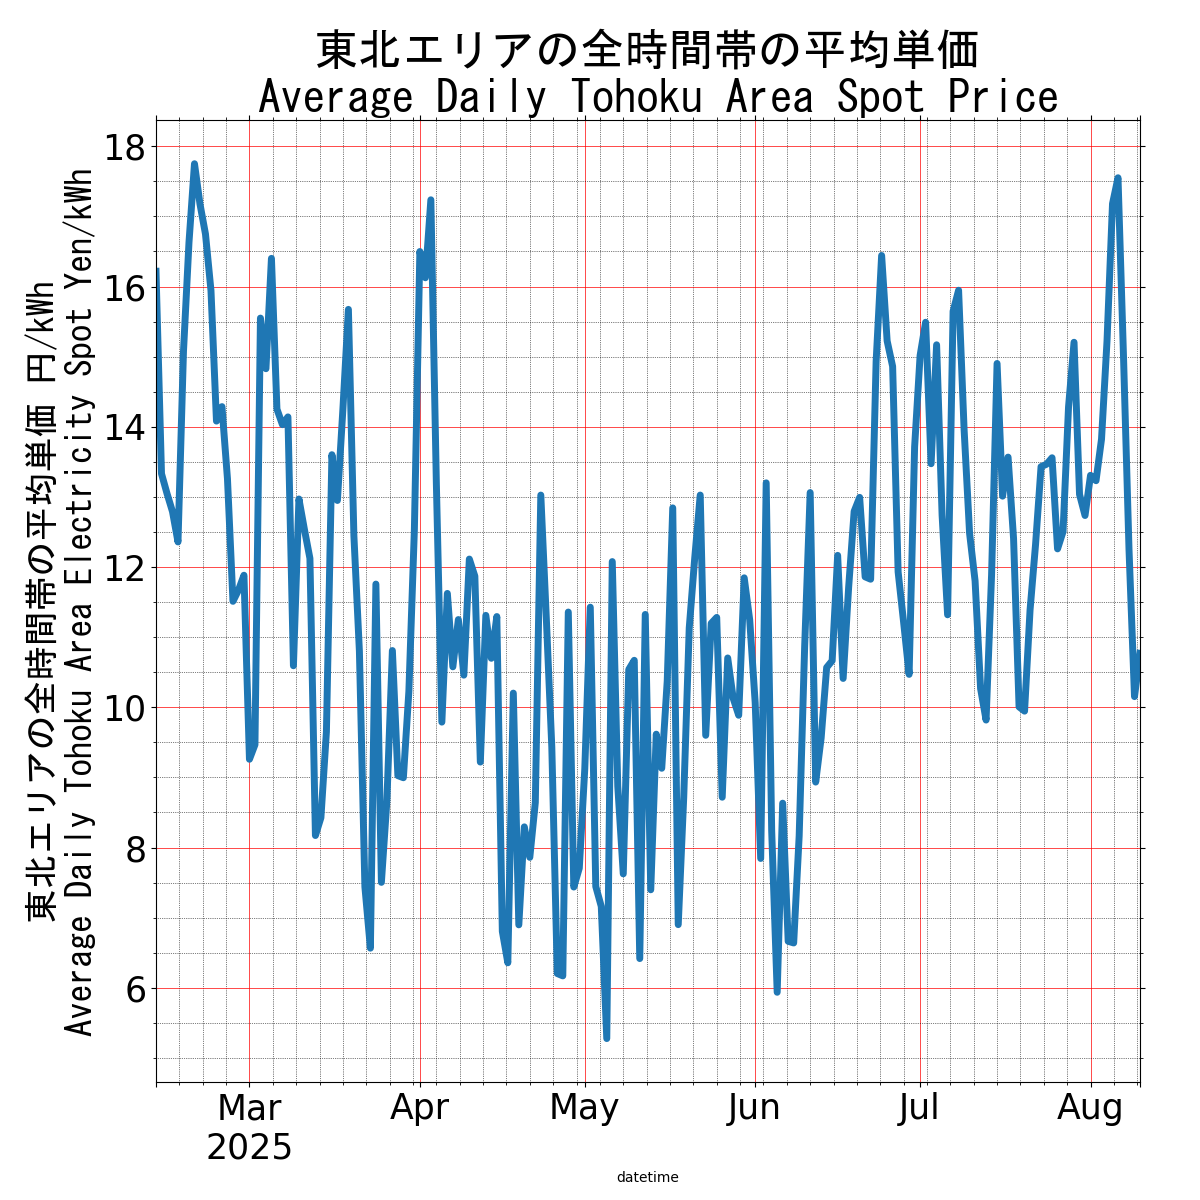 東北エリアの全時間帯の平均単価
Average Daily Tohoku Area Spot Price
東北エリアの全時間帯の平均単価 円/kWh
Average Daily Tohoku Area Electricity Spot Yen/kWh
18
16
14
12
10
8
6
Mar
2025
Apr
May
Jun
Jul
Aug
datetime